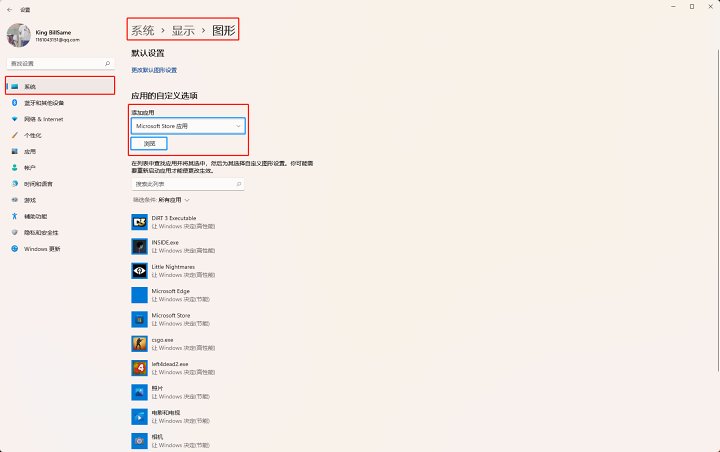 设置
King BillSame
1161043151@qq.com
查找设置
系统
蓝牙和其他设备
网络 & Internet
个性化
应用
帐户
时间和语言
游戏
辅助功能
隐私和安全性
Windows 更新
系统 › 显示 › 图形
默认设置
更改默认图形设置
应用的自定义选项
添加应用
Microsoft Store 应用
浏览
在列表中查找应用并将其选中，然后为其选择自定义图形设置。你可能需
要重新启动应用才能使更改生效。
搜索此列表
筛选条件: 所有应用
DiRT 3 Executable
让 Windows 决定(高性能)
INSIDE.exe
让 Windows 决定(高性能)
Little Nightmares
让 Windows 决定(高性能)
Microsoft Edge
让 Windows 决定(节能)
Microsoft Store
让 Windows 决定(节能)
csgo.exe
让 Windows 决定(高性能)
left4dead2.exe
让 Windows 决定(高性能)
照片
让 Windows 决定(节能)
电影和电视
让 Windows 决定(节能)
相机
让 Windows 决定(节能)